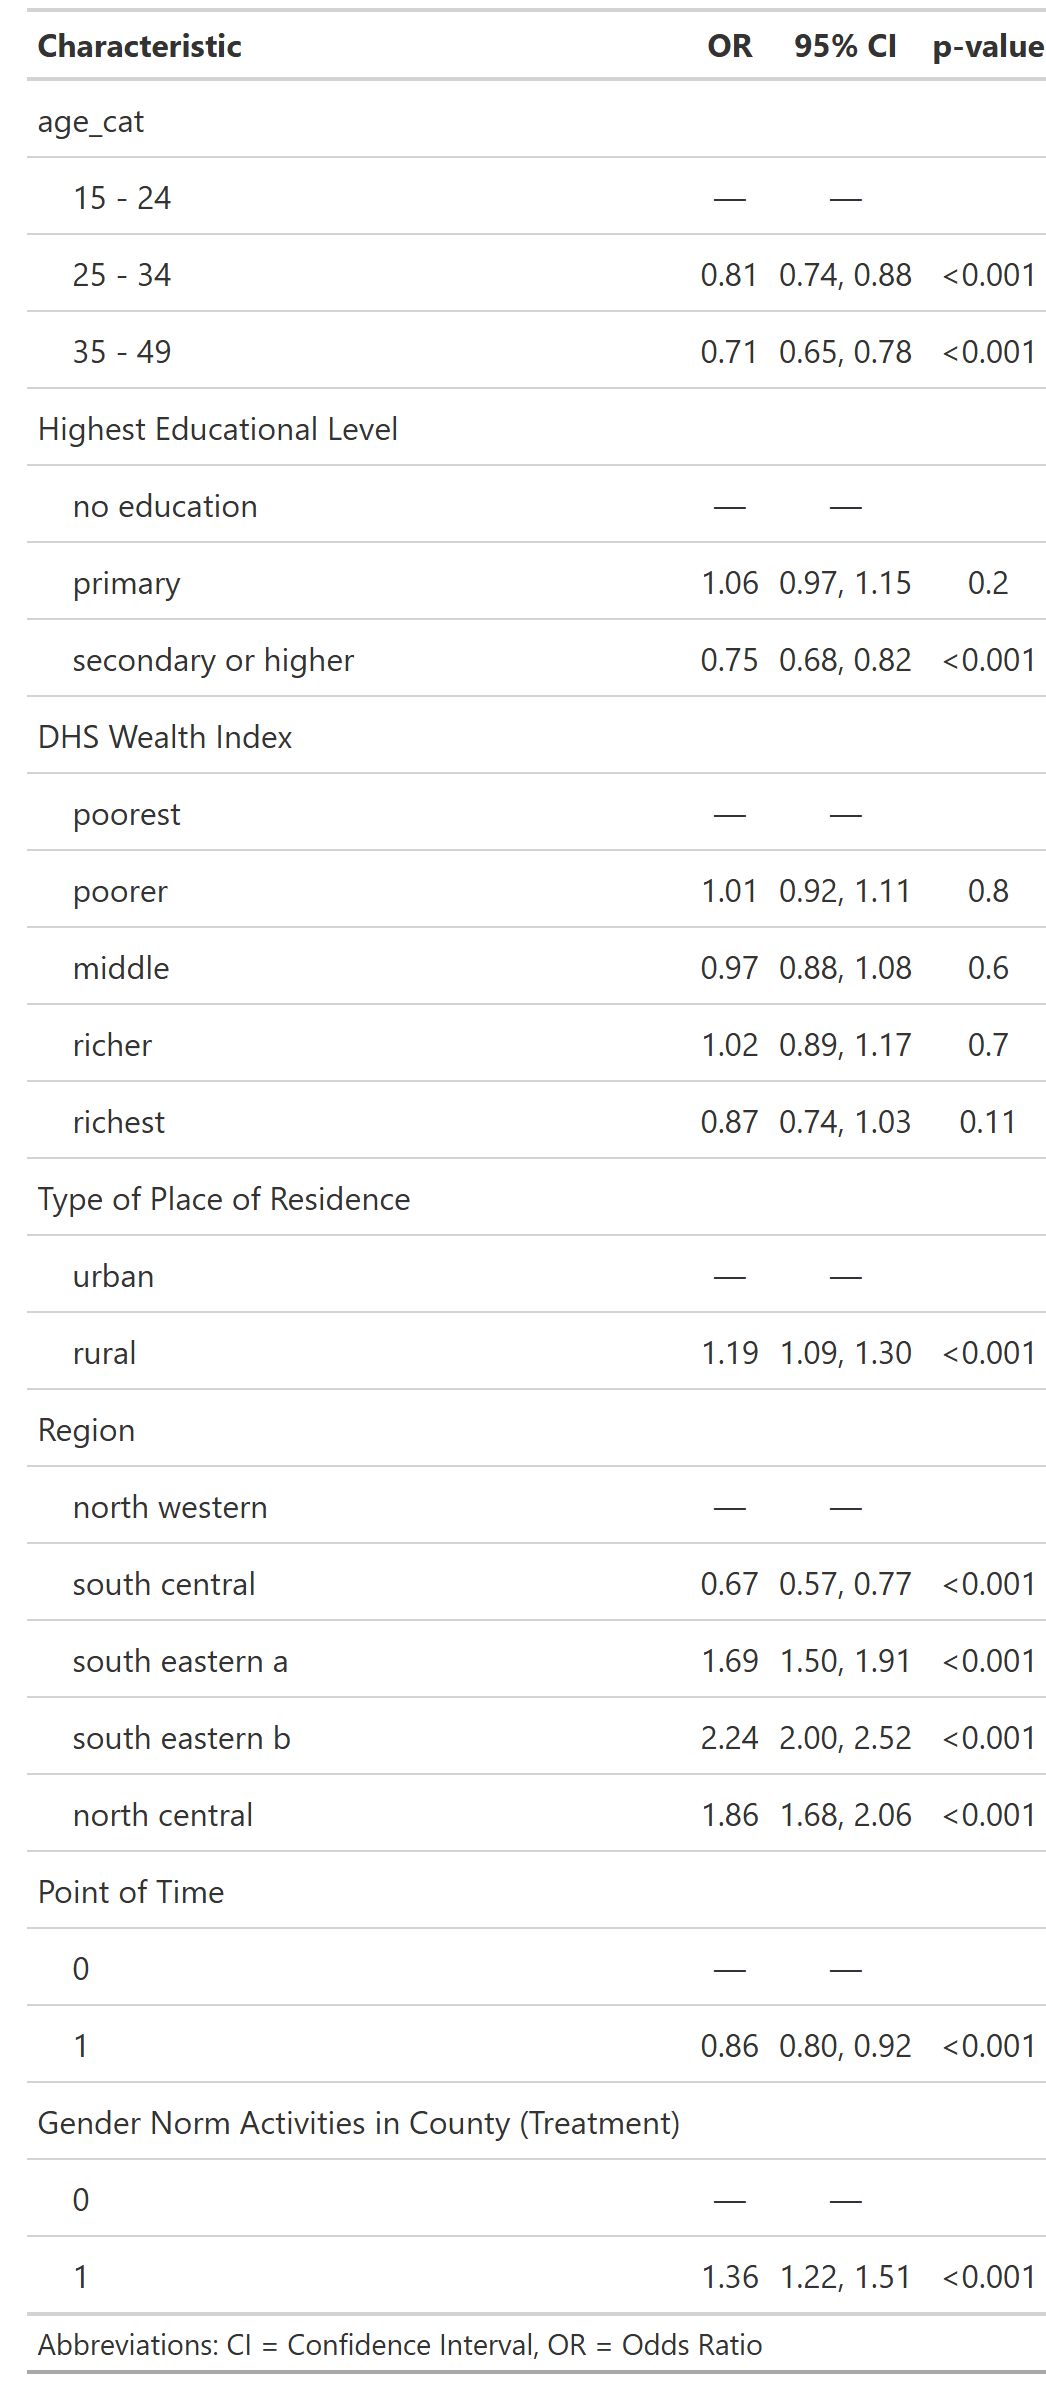 Characteristic OR 95% CI p-value
age_cat
15 - 24 — —
25 - 34 0.81 0.74, 0.88 <0.001
35 - 49 0.71 0.65, 0.78 <0.001
Highest Educational Level
no education — —
primary 1.06 0.97, 1.15 0.2
secondary or higher 0.75 0.68, 0.82 <0.001
DHS Wealth Index
poorest — —
poorer 1.01 0.92, 1.11 0.8
middle 0.97 0.88, 1.08 0.6
richer 1.02 0.89, 1.17 0.7
richest 0.87 0.74, 1.03 0.11
Type of Place of Residence
urban — —
rural 1.19 1.09, 1.30 <0.001
Region
north western — —
south central 0.67 0.57, 0.77 <0.001
south eastern a 1.69 1.50, 1.91 <0.001
south eastern b 2.24 2.00, 2.52 <0.001
north central 1.86 1.68, 2.06 <0.001
Point of Time
0 — —
1 0.86 0.80, 0.92 <0.001
Gender Norm Activities in County (Treatment)
0 — —
1 1.36 1.22, 1.51 <0.001
Abbreviations: CI = Confidence Interval, OR = Odds Ratio